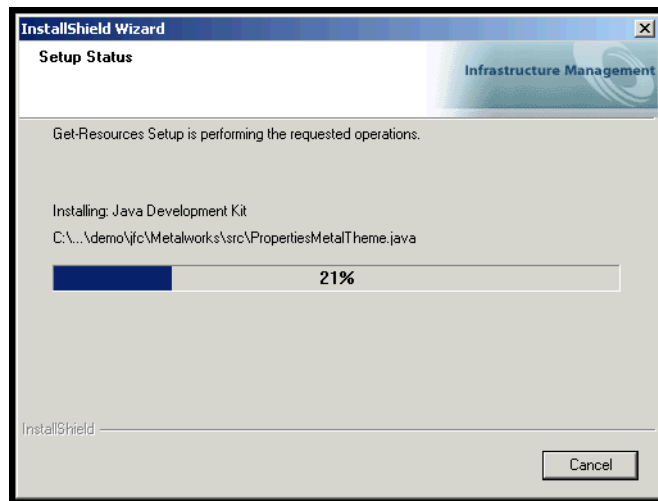 InstallShield Wizard
Setup Status
Infrastructure Management
Get-Resources Setup is performing the requested operations.
Installing: Java Development Kit
C:\...\demo\jfc\Metalworks\src\PropertiesMetalTheme.java
21%
InstallShield
Cancel